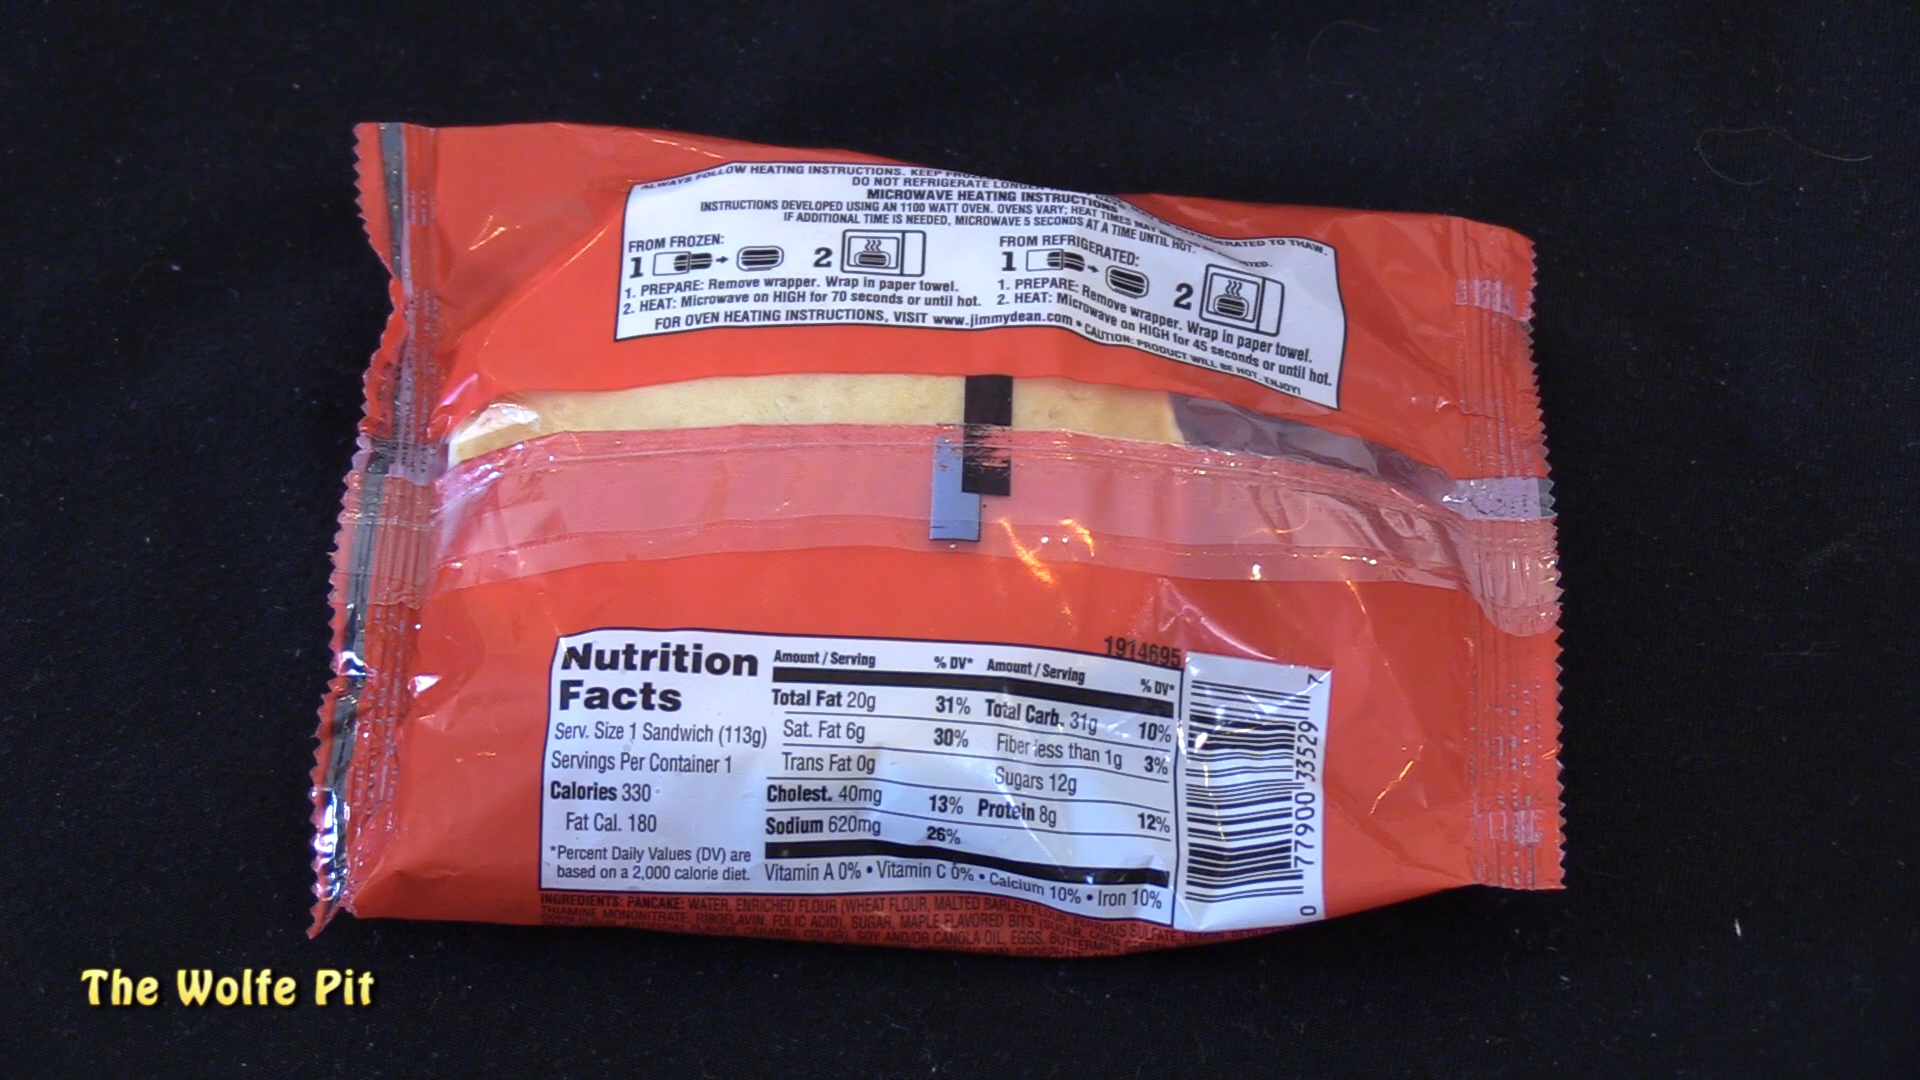 ALWAYS FOLLOW HEATING INSTRUCTIONS. KEEP
DO NOT REFRIGERATE LONGER
REFRIGERATED TO THAW.
MICROWAVE HEATING INSTRUCTIONS
INSTRUCTIONS DEVELOPED USING AN 1100 WATT OVEN. OVENS VARY; HEAT TIMES MAY
IF ADDITIONAL TIME IS NEEDED, MICROWAVE 5 SECONDS AT A TIME UNTIL HOT.
FROM FROZEN:
1 2
1. PREPARE: Remove wrapper. Wrap in paper towel.
2. HEAT: Microwave on HIGH for 70 seconds or until hot.
FROM REFRIGERATED:
1 2
1. PREPARE: Remove wrapper. Wrap in paper towel.
2. HEAT: Microwave on HIGH for 45 seconds or until hot.
FOR OVEN HEATING INSTRUCTIONS, VISIT www.jimmydean.com • CAUTION: PRODUCT WILL BE HOT - ENJOY!
1914695
Nutrition
Facts
Serv. Size 1 Sandwich (113g)
Servings Per Container 1
Calories 330
Fat Cal. 180
*Percent Daily Values (DV) are
based on a 2,000 calorie diet.
Amount / Serving % DV* Amount / Serving % DV*
Total Fat 20g 31% Total Carb. 31g 10%
Sat. Fat 6g 30% Fiber less than 1g 3%
Trans Fat 0g Sugars 12g
Cholest. 40mg 13% Protein 8g 12%
Sodium 620mg 26%
Vitamin A 0% • Vitamin C 6% • Calcium 10% • Iron 10%
0 77900 33529 7
INGREDIENTS: PANCAKE: WATER, ENRICHED FLOUR (WHEAT FLOUR, MALTED BARLEY FLOUR, FERROUS SULFATE,
THIAMINE MONONITRATE, RIBOFLAVIN, FOLIC ACID), SUGAR, MAPLE FLAVORED BITS (SUGAR, CORN
CARAMEL COLOR), SOY AND/OR CANOLA OIL, EGGS,
The Wolfe Pit